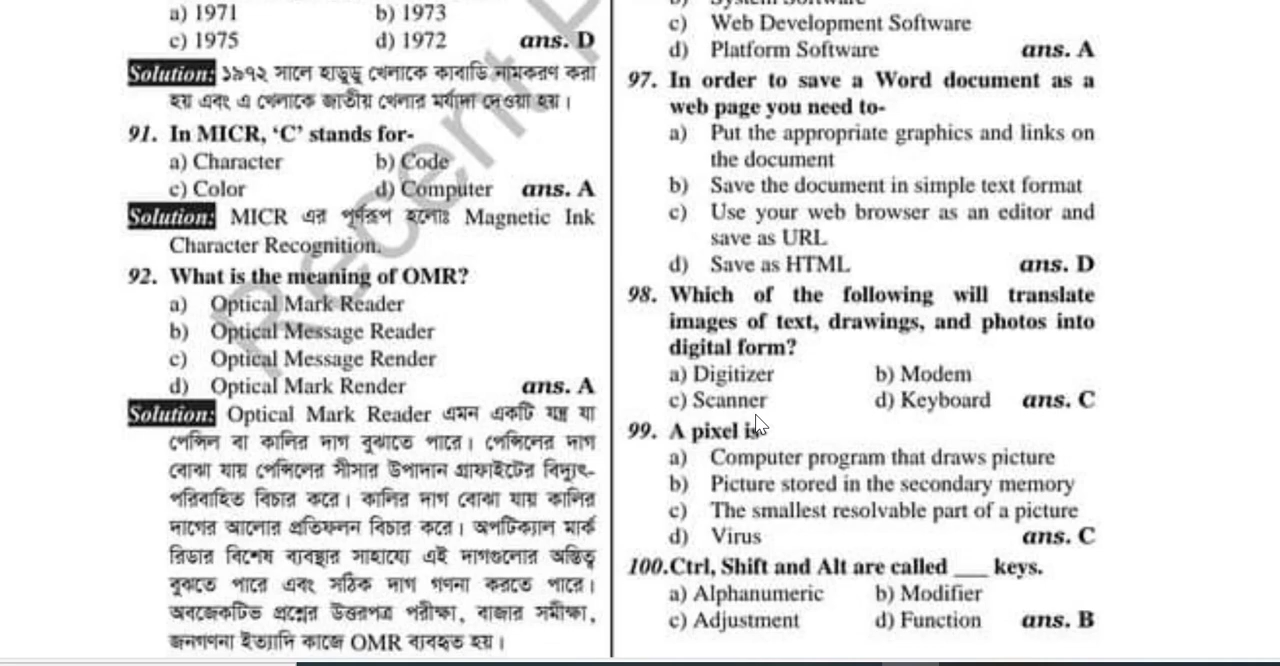 a) 1971 b) 1973
c) 1975 d) 1972 ans. D
Solution: ১৯৭২ সালে হাডুডু খেলাকে কাবাডি নামকরণ করা
হয় এবং এ খেলাকে জাতীয় খেলার মর্যাদা দেওয়া হয়।
91. In MICR, ‘C’ stands for-
a) Character b) Code
c) Color d) Computer ans. A
Solution: MICR এর পূর্ণরূপ হলোঃ Magnetic Ink
Character Recognition.
92. What is the meaning of OMR?
a) Optical Mark Reader
b) Optical Message Reader
c) Optical Message Render
d) Optical Mark Render ans. A
Solution: Optical Mark Reader এমন একটি যন্ত্র যা
পেন্সিল বা কালির দাগ বুঝাতে পারে। পেন্সিলের দাগ
বোঝা যায় পেন্সিলের সীসার উপাদান গ্রাফাইটের বিদ্যুৎ-
পরিবাহিত বিচার করে। কালির দাগ বোঝা যায় কালির
দাগের আলোর প্রতিফলন বিচার করে। অপটিক্যাল মার্ক
রিডার বিশেষ ব্যবস্থার সাহায্যে এই দাগগুলোর অস্তিত্ব
বুঝতে পারে এবং সঠিক দাগ গণনা করতে পারে।
অবজেকটিভ প্রশ্নের উত্তরপত্র পরীক্ষা, বাজার সমীক্ষা,
জনগণনা ইত্যাদি কাজে OMR ব্যবহৃত হয়।
b) System Software
c) Web Development Software
d) Platform Software ans. A
97. In order to save a Word document as a
web page you need to-
a) Put the appropriate graphics and links on
the document
b) Save the document in simple text format
c) Use your web browser as an editor and
save as URL
d) Save as HTML ans. D
98. Which of the following will translate
images of text, drawings, and photos into
digital form?
a) Digitizer b) Modem
c) Scanner d) Keyboard ans. C
99. A pixel is
a) Computer program that draws picture
b) Picture stored in the secondary memory
c) The smallest resolvable part of a picture
d) Virus ans. C
100.Ctrl, Shift and Alt are called ___ keys.
a) Alphanumeric b) Modifier
c) Adjustment d) Function ans. B
Recent